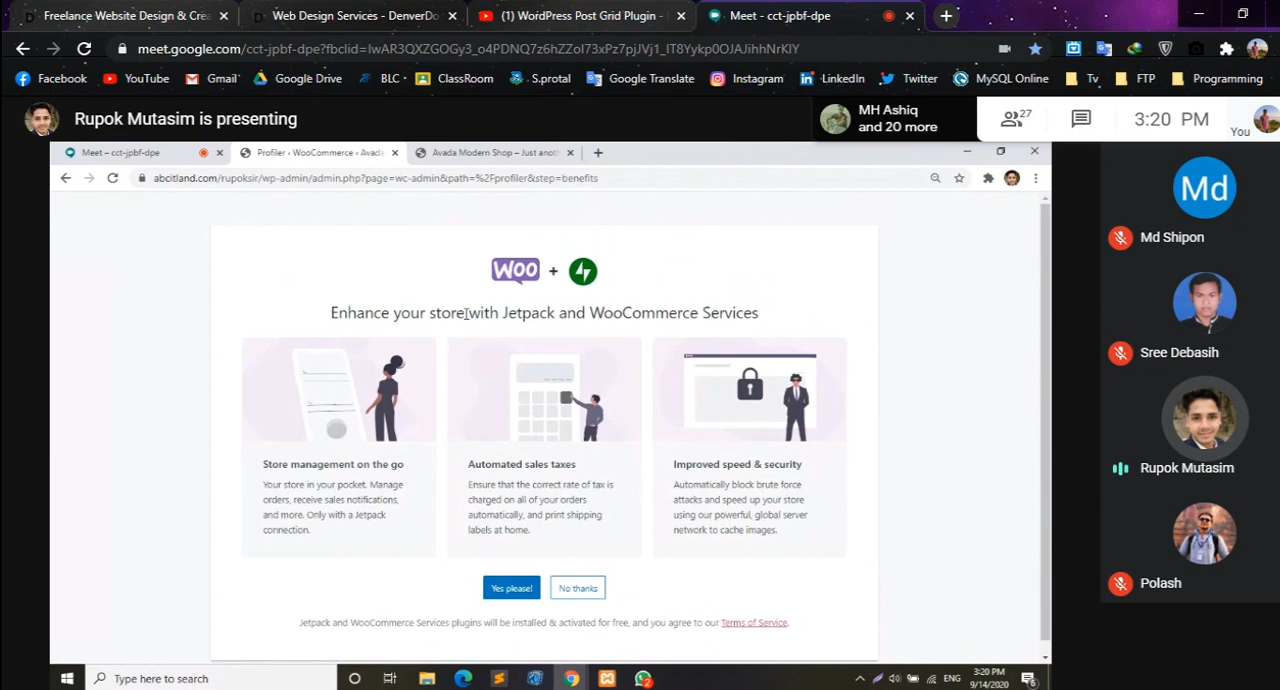 Freelance Website Design & Crea
Web Design Services - DenverDo
(1) WordPress Post Grid Plugin -
Meet - cct-jpbf-dpe
meet.google.com/cct-jpbf-dpe?fbclid=IwAR3QXZGOGy3_o4PDNQ7z6hZZoI73xPz7pjJVj1_IT8Yykp0OJAJihhNrKlY
Facebook YouTube Gmail Google Drive BLC - ClassRoom S.protal Google Translate Instagram LinkedIn Twitter MySQL Online Tv FTP Programming
Rupok Mutasim is presenting
MH Ashiq
and 20 more
27
3:20 PM
You
Meet – cct-jpbf-dpe
Profiler ‹ WooCommerce ‹ Avada
Avada Modern Shop – Just anot
abcitland.com/rupoksir/wp-admin/admin.php?page=wc-admin&path=%2Fprofiler&step=benefits
WOO +
Enhance your store with Jetpack and WooCommerce Services
Store management on the go
Your store in your pocket. Manage
orders, receive sales notifications,
and more. Only with a Jetpack
connection.
Automated sales taxes
Ensure that the correct rate of tax is
charged on all of your orders
automatically, and print shipping
labels at home.
Improved speed & security
Automatically block brute force
attacks and speed up your store
using our powerful, global server
network to cache images.
Yes please!
No thanks
Jetpack and WooCommerce Services plugins will be installed & activated for free, and you agree to our Terms of Service.
Md
Md Shipon
Sree Debasih
Rupok Mutasim
Polash
Type here to search
2
ENG
3:20 PM
9/14/2020